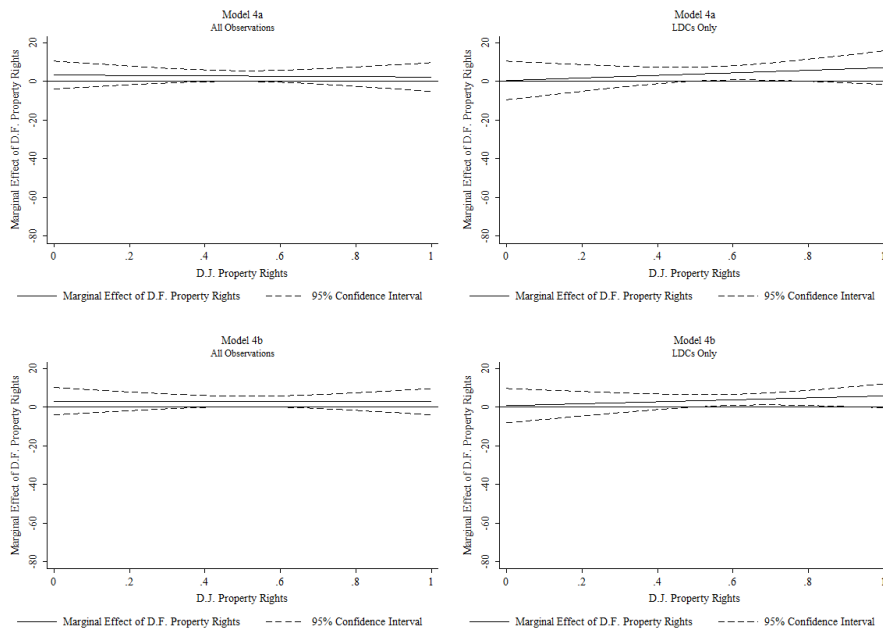 Model 4a
All Observations
Marginal Effect of D.F. Property Rights
20
0
-20
-40
-60
-80
0 .2 .4 .6 .8 1
D.J. Property Rights
Marginal Effect of D.F. Property Rights 95% Confidence Interval
Model 4a
LDCs Only
Marginal Effect of D.F. Property Rights
20
0
-20
-40
-60
-80
0 .2 .4 .6 .8 1
D.J. Property Rights
Marginal Effect of D.F. Property Rights 95% Confidence Interval
Model 4b
All Observations
Marginal Effect of D.F. Property Rights
20
0
-20
-40
-60
-80
0 .2 .4 .6 .8 1
D.J. Property Rights
Marginal Effect of D.F. Property Rights 95% Confidence Interval
Model 4b
LDCs Only
Marginal Effect of D.F. Property Rights
20
0
-20
-40
-60
-80
0 .2 .4 .6 .8 1
D.J. Property Rights
Marginal Effect of D.F. Property Rights 95% Confidence Interval